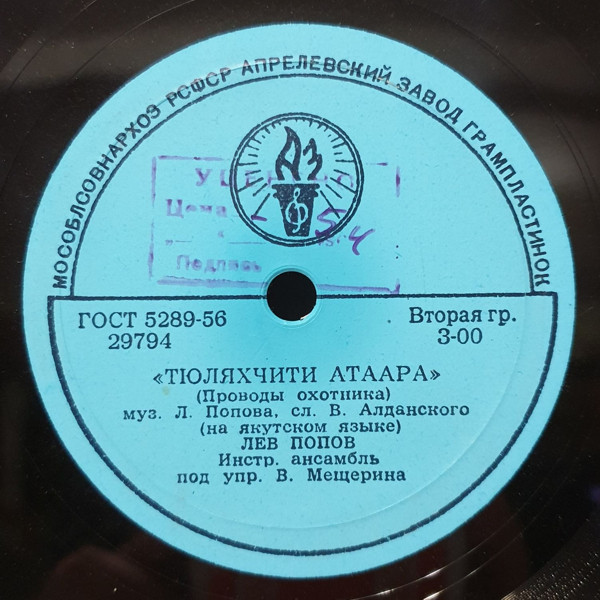 МОСОБЛСОВНАРХОЗ РСФСР АПРЕЛЕВСКИЙ ЗАВОД ГРАМПЛАСТИНОК
АЗ
Цена
54
Подпись
ГОСТ 5289-56
29794
Вторая гр.
3-00
«ТЮЛЯХЧИТИ АТААРА»
(Проводы охотника)
муз. Л. Попова, сл. В. Алданского
(на якутском языке)
ЛЕВ ПОПОВ
Инстр. ансамбль
под упр. В. Мещерина